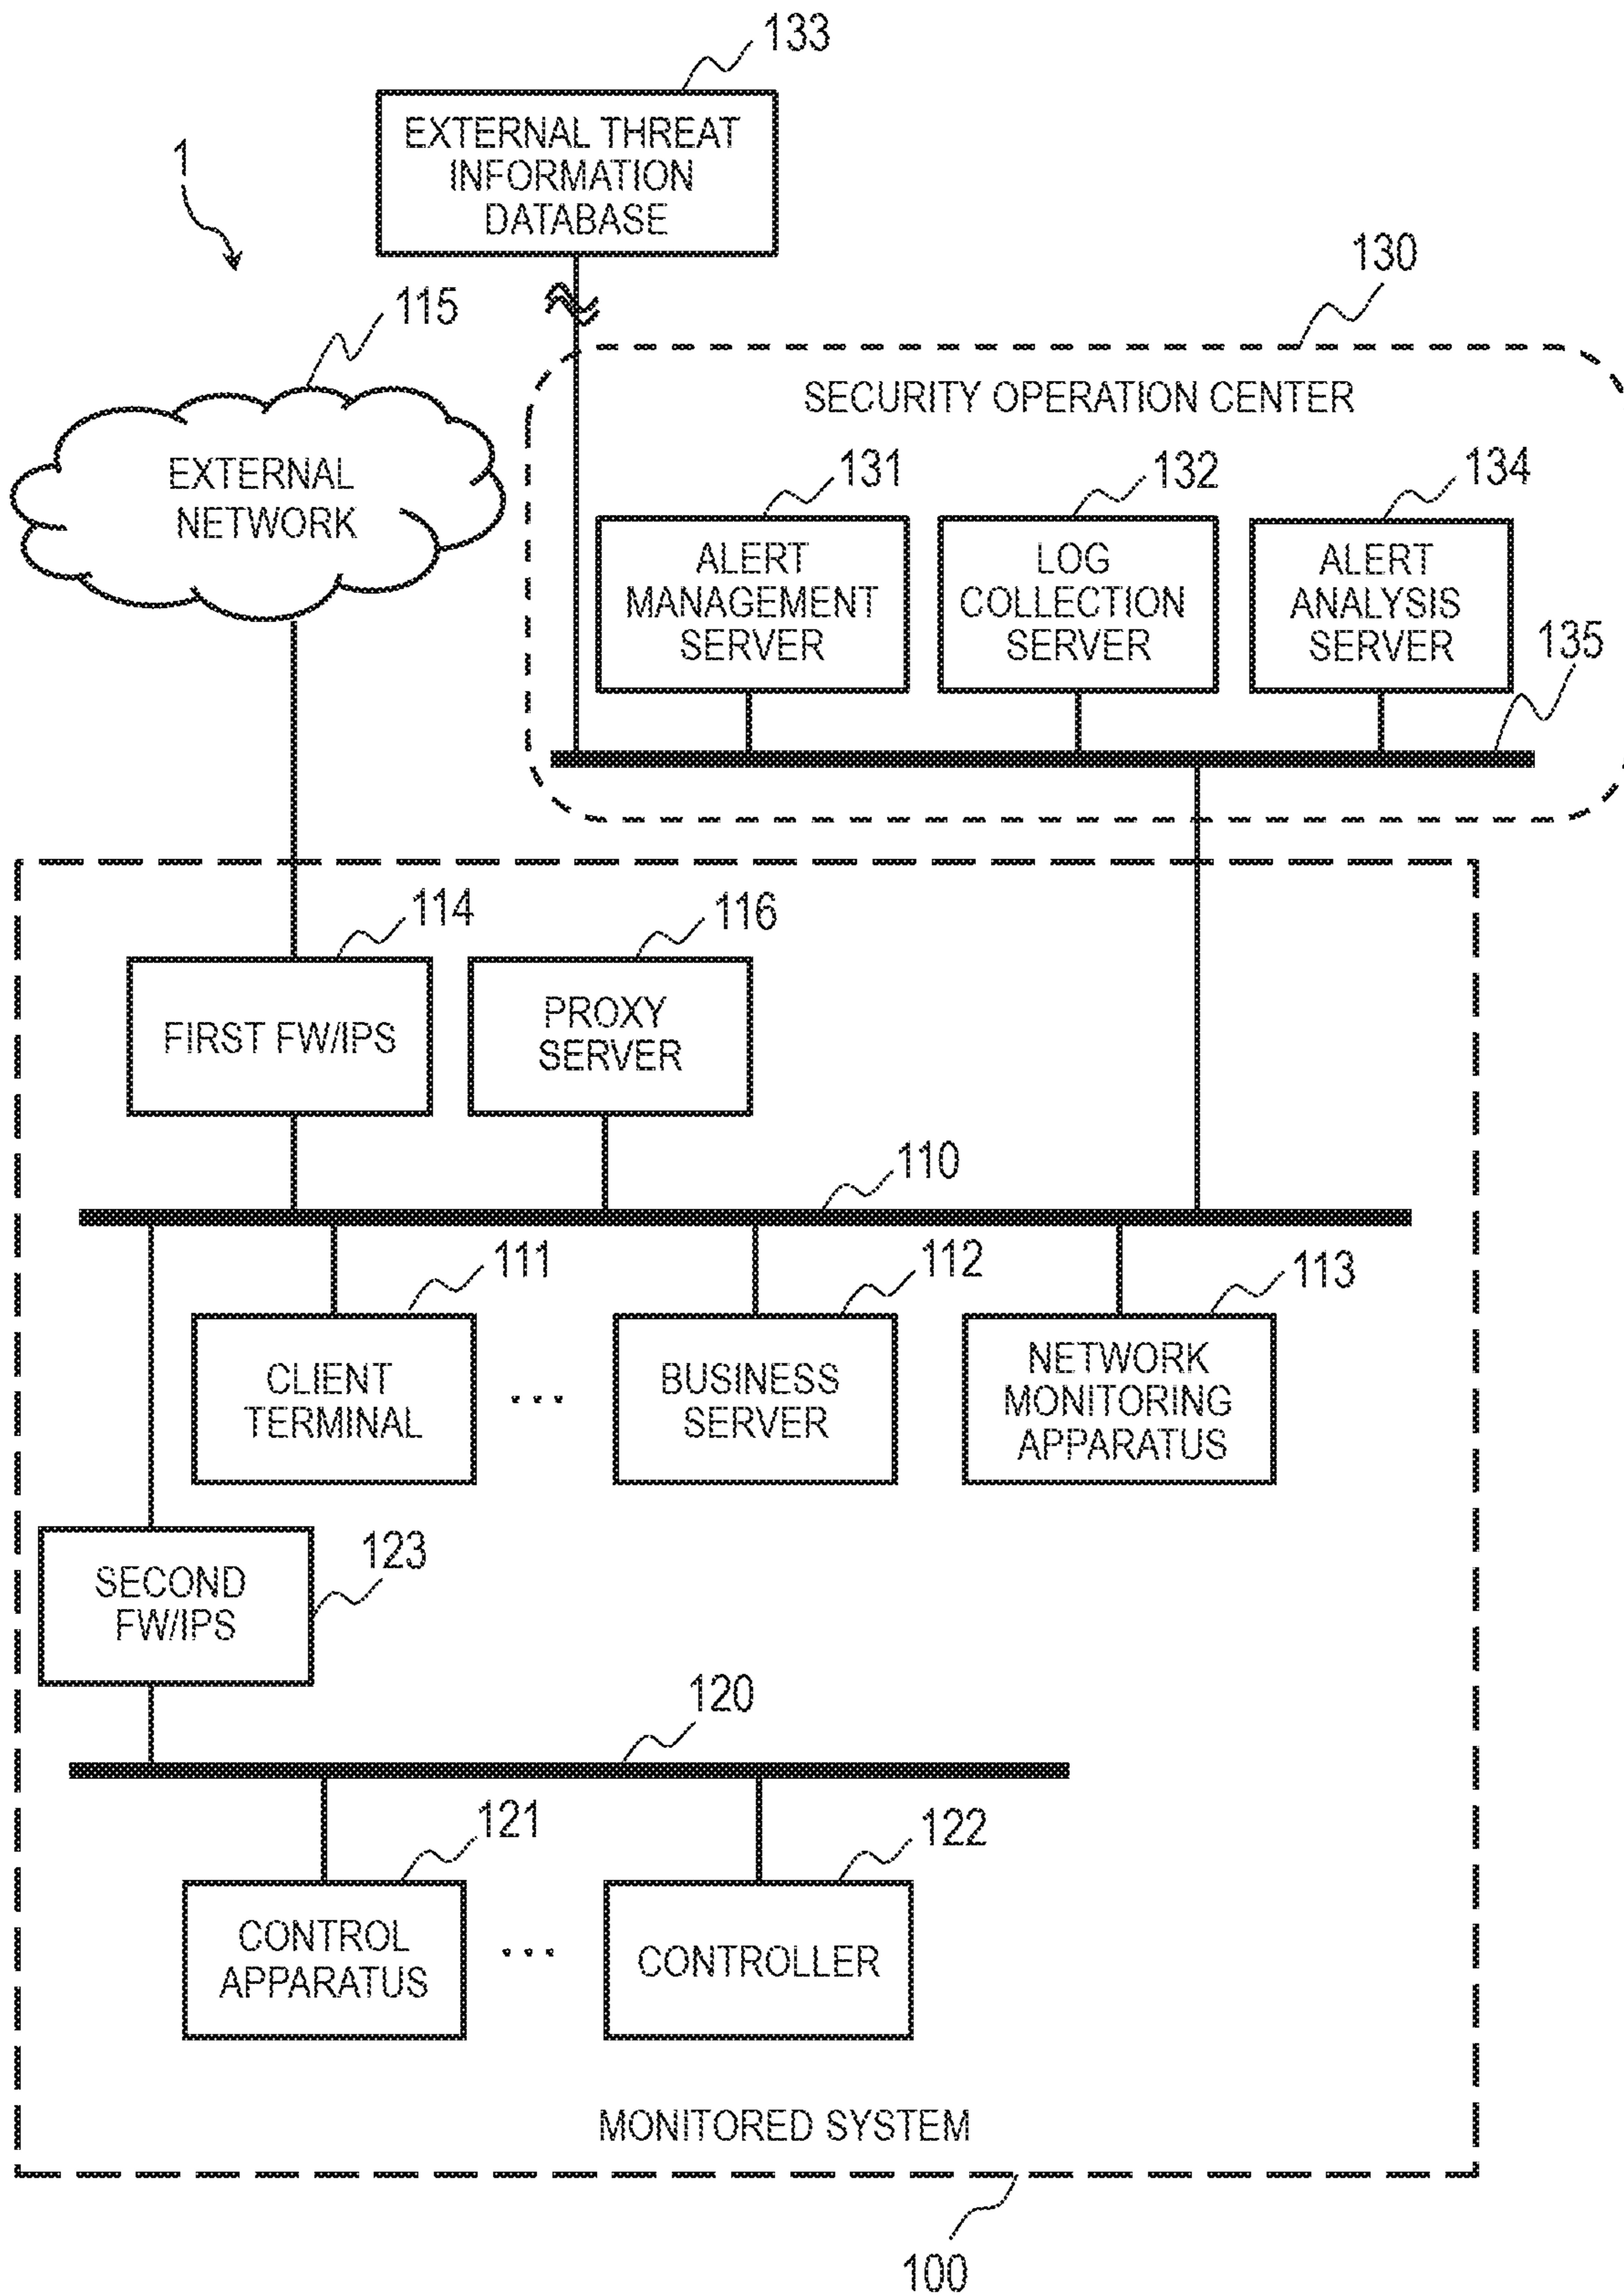 133
EXTERNAL THREAT
INFORMATION
DATABASE
1
130
115
SECURITY OPERATION CENTER
EXTERNAL
NETWORK
131
132
134
ALERT
MANAGEMENT
SERVER
LOG
COLLECTION
SERVER
ALERT
ANALYSIS
SERVER
135
114
116
FIRST FW/IPS
PROXY
SERVER
110
111
112
113
CLIENT
TERMINAL
...
BUSINESS
SERVER
NETWORK
MONITORING
APPARATUS
123
SECOND
FW/IPS
120
121
122
CONTROL
APPARATUS
...
CONTROLLER
MONITORED SYSTEM
100